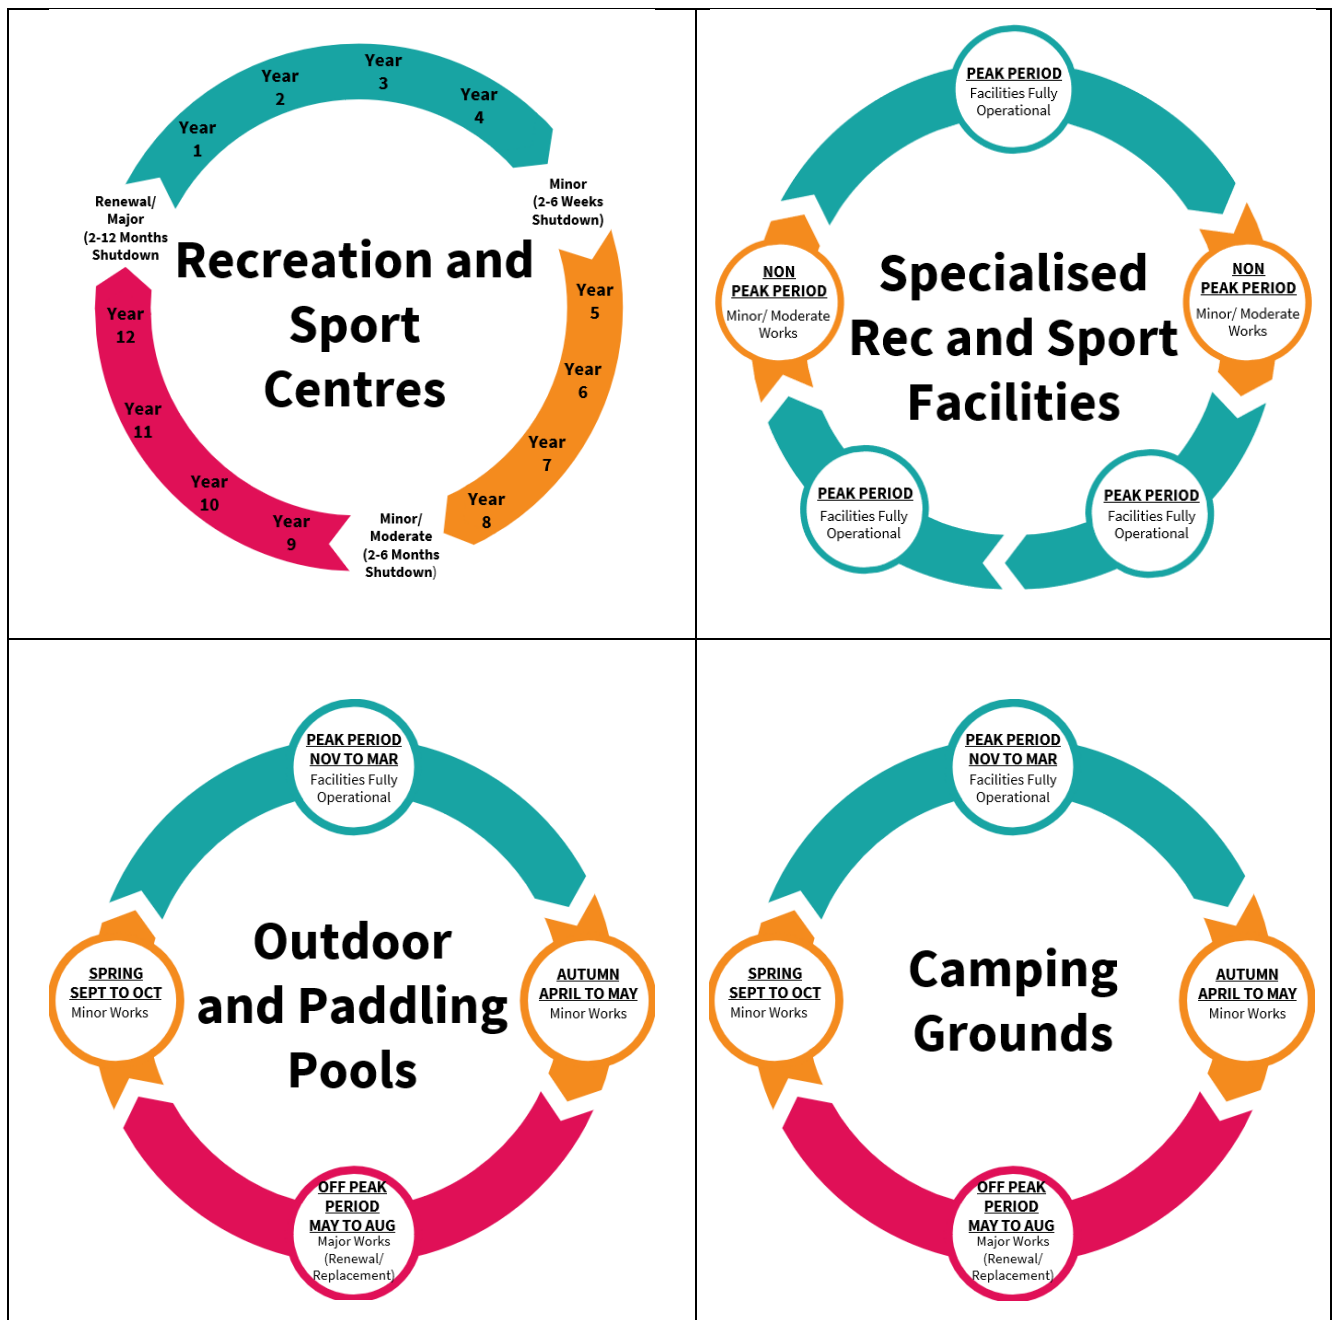 Year
1
Year
2
Year
3
Year
4
Minor
(2-6 Weeks
Shutdown)
Year
5
Year
6
Year
7
Year
8
Minor/
Moderate
(2-6 Months
Shutdown)
Year
9
Year
10
Year
11
Year
12
Renewal/
Major
(2-12 Months
Shutdown
Recreation and
Sport
Centres
PEAK PERIOD
Facilities Fully
Operational
NON
PEAK PERIOD
Minor/ Moderate
Works
PEAK PERIOD
Facilities Fully
Operational
PEAK PERIOD
Facilities Fully
Operational
NON
PEAK PERIOD
Minor/ Moderate
Works
Specialised
Rec and Sport
Facilities
PEAK PERIOD
NOV TO MAR
Facilities Fully
Operational
AUTUMN
APRIL TO MAY
Minor Works
OFF PEAK
PERIOD
MAY TO AUG
Major Works
(Renewal/
Replacement)
SPRING
SEPT TO OCT
Minor Works
Outdoor
and Paddling
Pools
PEAK PERIOD
NOV TO MAR
Facilities Fully
Operational
AUTUMN
APRIL TO MAY
Minor Works
OFF PEAK
PERIOD
MAY TO AUG
Major Works
(Renewal/
Replacement)
SPRING
SEPT TO OCT
Minor Works
Camping
Grounds